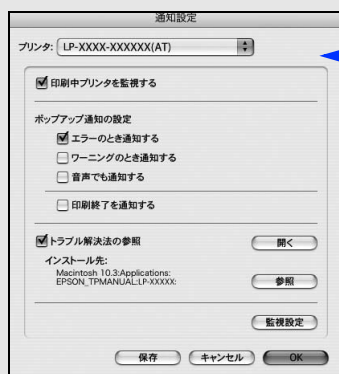 通知設定
プリンタ: LP-XXXX-XXXXXX(AT)
印刷中プリンタを監視する
ポップアップ通知の設定
エラーのとき通知する
ワーニングのとき通知する
音声でも通知する
印刷終了を通知する
トラブル解決法の参照 開く
インストール先:
Macintosh 10.3:Applications:
EPSON_TPMANUAL:LP-XXXXX: 参照
監視設定
保存 キャンセル OK